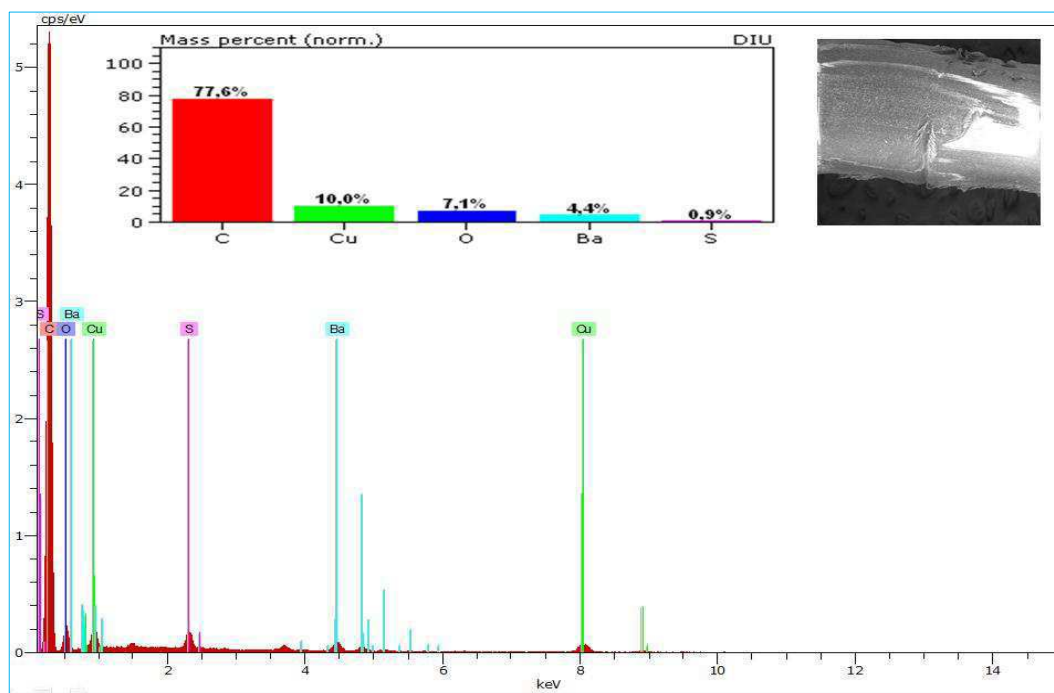 cps/eV
Mass percent (norm.) DIU
100
80
60
40
20
0
77,6%
10,0%
7,1%
4,4%
0,9%
C Cu O Ba S
5
4
3
2
1
0
S Ba
C O Cu S Ba Cu
2 4 6 8 10 12 14
keV